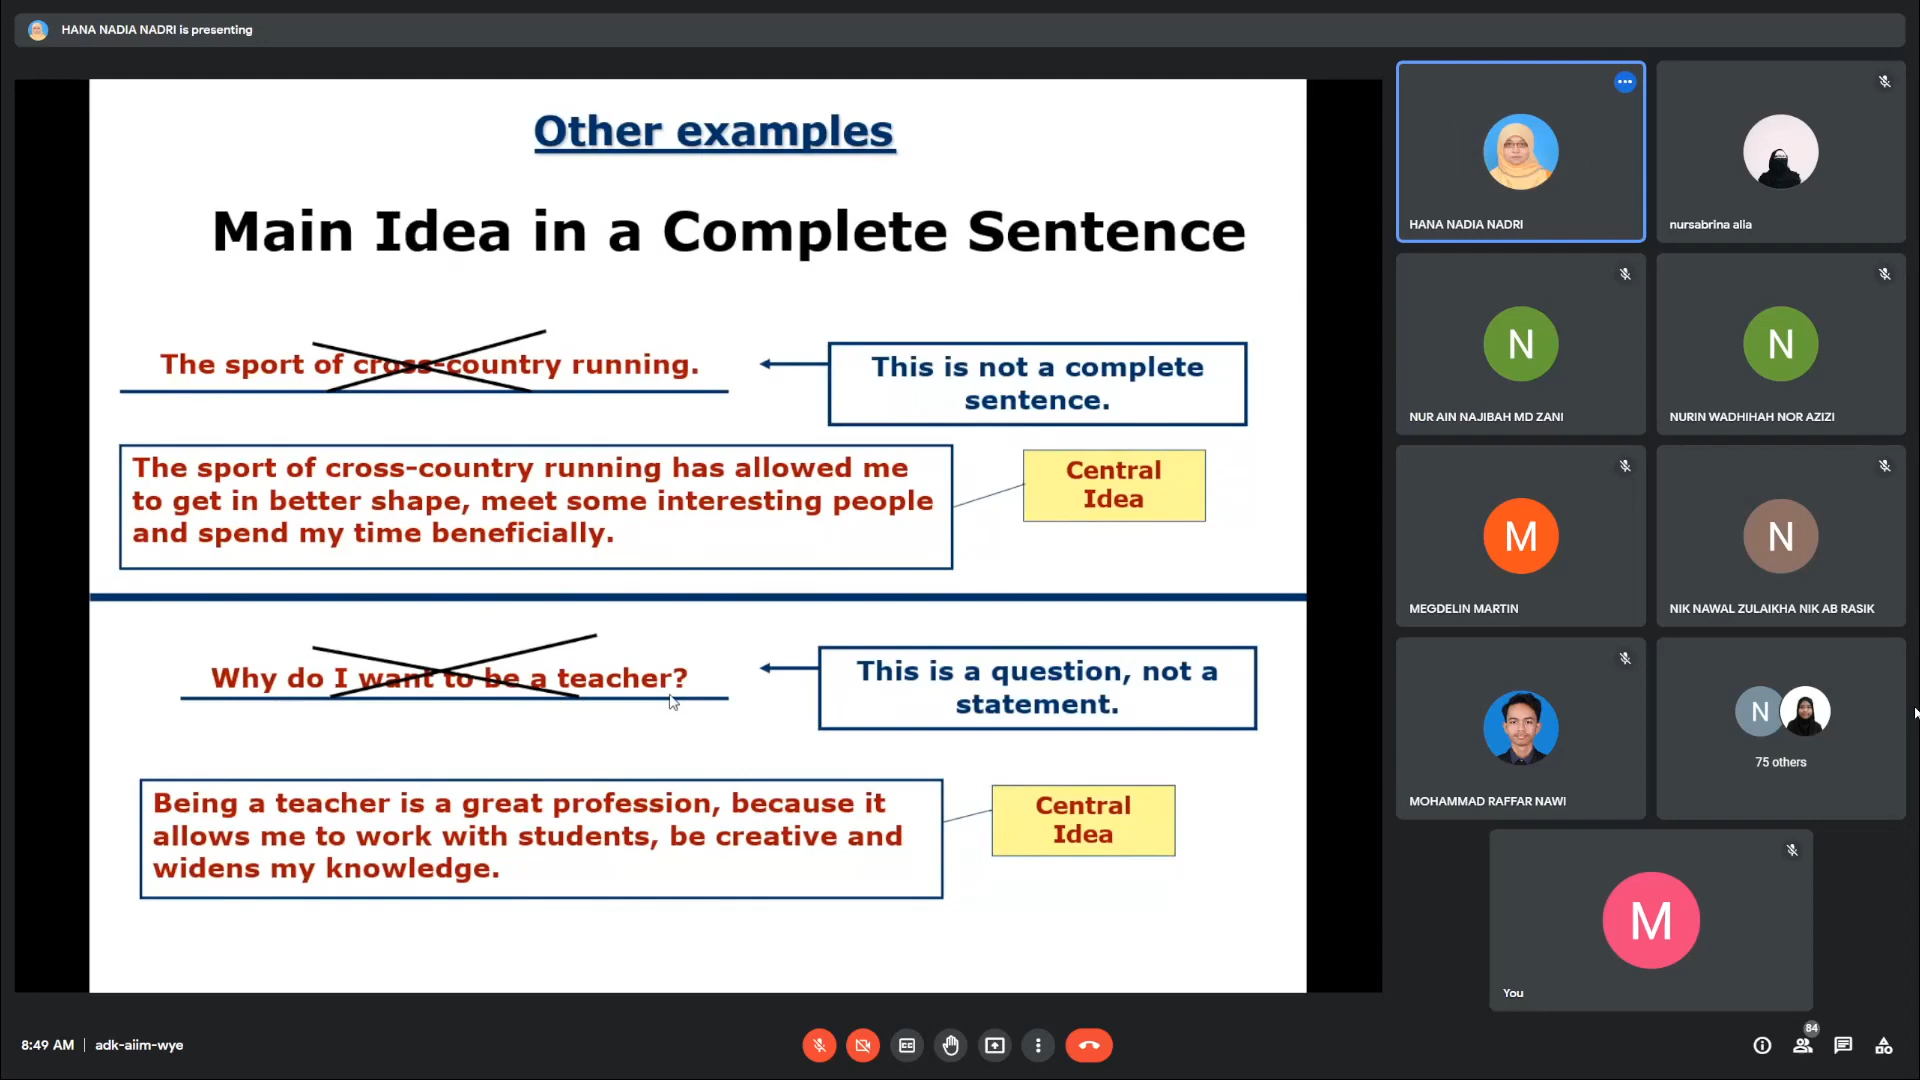 HANA NADIA NADRI is presenting
Other examples
Main Idea in a Complete Sentence
The sport of cross-country running.
This is not a complete
sentence.
The sport of cross-country running has allowed me
to get in better shape, meet some interesting people
and spend my time beneficially.
Central
Idea
Why do I want to be a teacher?
This is a question, not a
statement.
Being a teacher is a great profession, because it
allows me to work with students, be creative and
widens my knowledge.
Central
Idea
HANA NADIA NADRI
nursabrina alia
N
N
NUR AIN NAJIBAH MD ZANI
NURIN WADHIHAH NOR AZIZI
M
N
MEGDELIN MARTIN
NIK NAWAL ZULAIKHA NIK AB RASIK
N
75 others
MOHAMMAD RAFFAR NAWI
M
You
8:49 AM | adk-aiim-wye
84